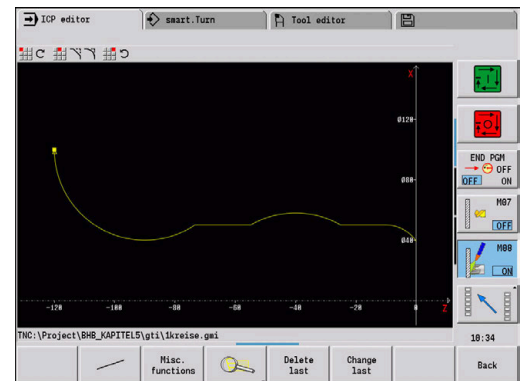 ICP editor
smart.Turn
Tool editor
X
Ø120
Ø80
Ø40
-120
-100
-80
-60
-40
-20
Z
END PGM
OFF
OFF ON
M07
OFF
M08
ON
TNC:\Project\BHB_KAPITEL5\gti\1kreise.gmi
10:34
Misc.
functions
Delete
last
Change
last
Back